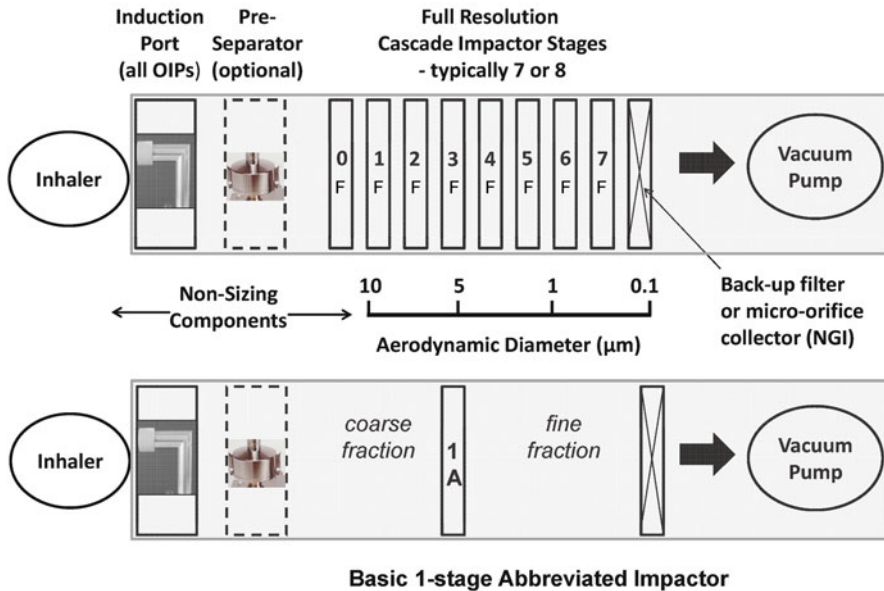 Induction
Port
(all OIPs)
Pre-
Separator
(optional)
Full Resolution
Cascade Impactor Stages
- typically 7 or 8
Inhaler
0 1 2 3 4 5 6 7
F F F F F F F F
Vacuum
Pump
Non-Sizing
Components
10 5 1 0.1
Aerodynamic Diameter (μm)
Back-up filter
or micro-orifice
collector (NGI)
Inhaler
coarse
fraction
1
A
fine
fraction
Vacuum
Pump
Basic 1-stage Abbreviated Impactor